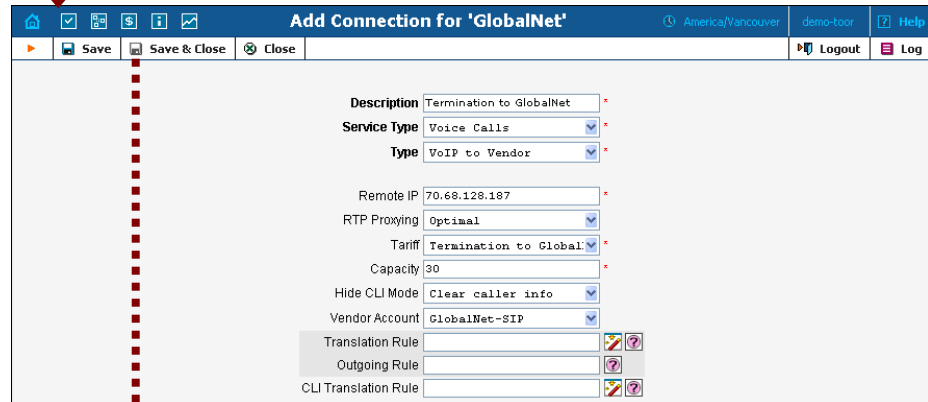 Add Connection for 'GlobalNet'
America/Vancouver
demo-toor
? Help
Save
Save & Close
Close
Logout
Log
Description Termination to GlobalNet *
Service Type Voice Calls *
Type VoIP to Vendor *
Remote IP 70.68.128.187 *
RTP Proxying Optimal
Tariff Termination to Global *
Capacity 30 *
Hide CLI Mode Clear caller info
Vendor Account GlobalNet-SIP
Translation Rule ?
Outgoing Rule ?
CLI Translation Rule ?